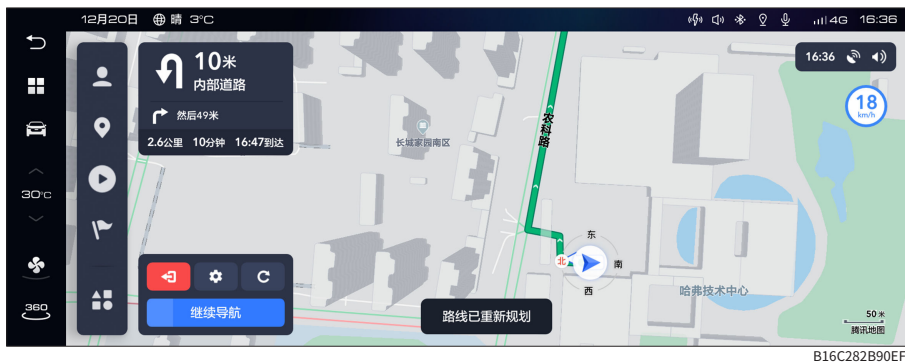 12月20日 晴 3°C
4G 16:36
10米
内部道路
然后49米
2.6公里 10分钟 16:47到达
16:36
18
km/h
农科路
长城家园南区
30°C
东
北
南
西
哈弗技术中心
继续导航
路线已重新规划
360
50米
腾讯地图
B16C282B90EF